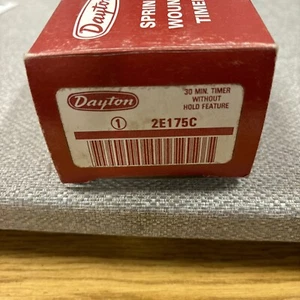 Dayton
SPRIN
WOUN
TIME
Dayton
30 MIN. TIMER
WITHOUT
HOLD FEATURE
1 2E175C